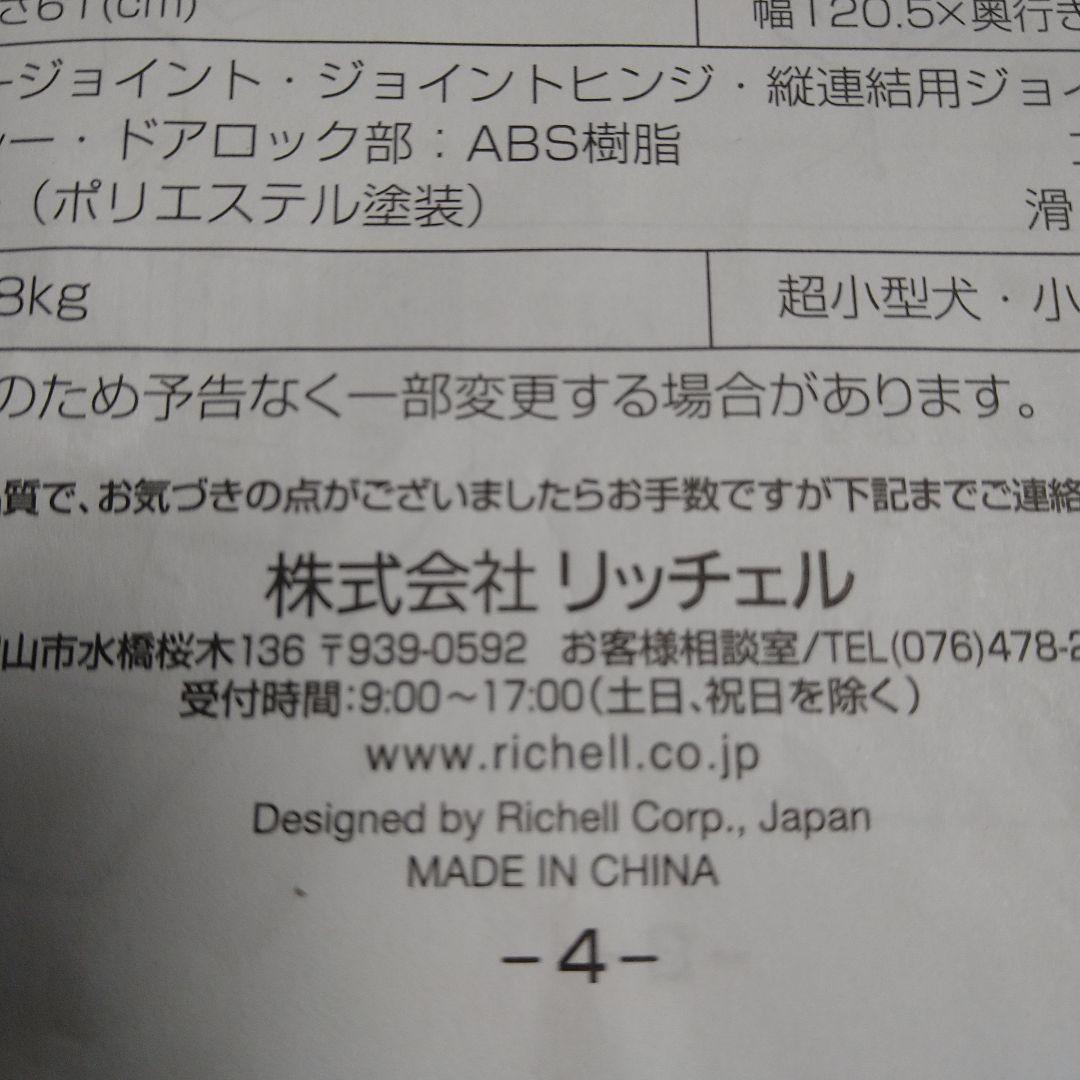 さ61(cm)
幅120.5×奥行き
ジョイント・ジョイントヒンジ・縦連結用ジョイ
ー・ドアロック部：ABS樹脂
（ポリエステル塗装）
滑
8kg
超小型犬・小
のため予告なく一部変更する場合があります。
質で、お気づきの点がございましたらお手数ですが下記までご連絡
株式会社 リッチェル
山市水橋桜木136 〒939-0592 お客様相談室/TEL(076)478-2
受付時間：9:00～17:00（土日、祝日を除く）
www.richell.co.jp
Designed by Richell Corp., Japan
MADE IN CHINA
-4-